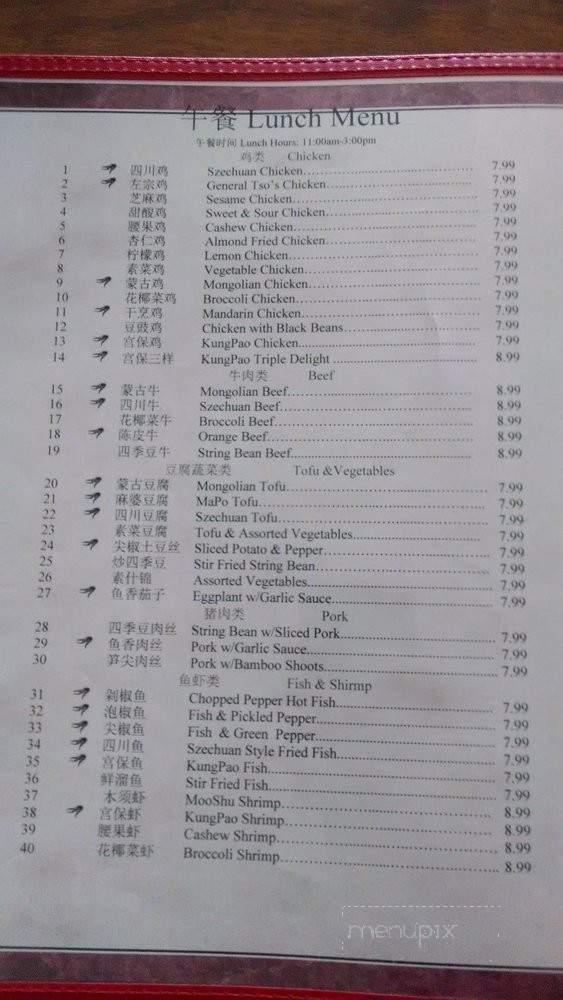 午餐 Lunch Menu
午餐时间 Lunch Hours: 11:00am-3:00pm
鸡类 Chicken
1 四川鸡 Szechuan Chicken 7.99
2 左宗鸡 General Tso's Chicken 7.99
3 芝麻鸡 Sesame Chicken 7.99
4 甜酸鸡 Sweet & Sour Chicken 7.99
5 腰果鸡 Cashew Chicken 7.99
6 杏仁鸡 Almond Fried Chicken 7.99
7 柠檬鸡 Lemon Chicken 7.99
8 素菜鸡 Vegetable Chicken 7.99
9 蒙古鸡 Mongolian Chicken 7.99
10 花椰菜鸡 Broccoli Chicken 7.99
11 干烹鸡 Mandarin Chicken 7.99
12 豆豉鸡 Chicken with Black Beans 7.99
13 宫保鸡 KungPao Chicken 7.99
14 宫保三样 KungPao Triple Delight 8.99
牛肉类 Beef
15 蒙古牛 Mongolian Beef 8.99
16 四川牛 Szechuan Beef 8.99
17 花椰菜牛 Broccoli Beef 8.99
18 陈皮牛 Orange Beef 8.99
19 四季豆牛 String Bean Beef 8.99
豆腐蔬菜类 Tofu &Vegetables
20 蒙古豆腐 Mongolian Tofu 7.99
21 麻婆豆腐 MaPo Tofu 7.99
22 四川豆腐 Szechuan Tofu 7.99
23 素菜豆腐 Tofu & Assorted Vegetables 7.99
24 尖椒土豆丝 Sliced Potato & Pepper 7.99
25 炒四季豆 Stir Fried String Bean 7.99
26 素什锦 Assorted Vegetables 7.99
27 鱼香茄子 Eggplant w/Garlic Sauce 7.99
猪肉类 Pork
28 四季豆肉丝 String Bean w/Sliced Pork 7.99
29 鱼香肉丝 Pork w/Garlic Sauce 7.99
30 笋尖肉丝 Pork w/Bamboo Shoots 7.99
鱼虾类 Fish & Shirmp
31 剁椒鱼 Chopped Pepper Hot Fish 7.99
32 泡椒鱼 Fish & Pickled Pepper 7.99
33 尖椒鱼 Fish & Green Pepper 7.99
34 四川鱼 Szechuan Style Fried Fish 7.99
35 宫保鱼 KungPao Fish 7.99
36 鲜溜鱼 Stir Fried Fish 7.99
37 木须虾 MooShu Shrimp 8.99
38 宫保虾 KungPao Shrimp 8.99
39 腰果虾 Cashew Shrimp 8.99
40 花椰菜虾 Broccoli Shrimp 8.99
menupix